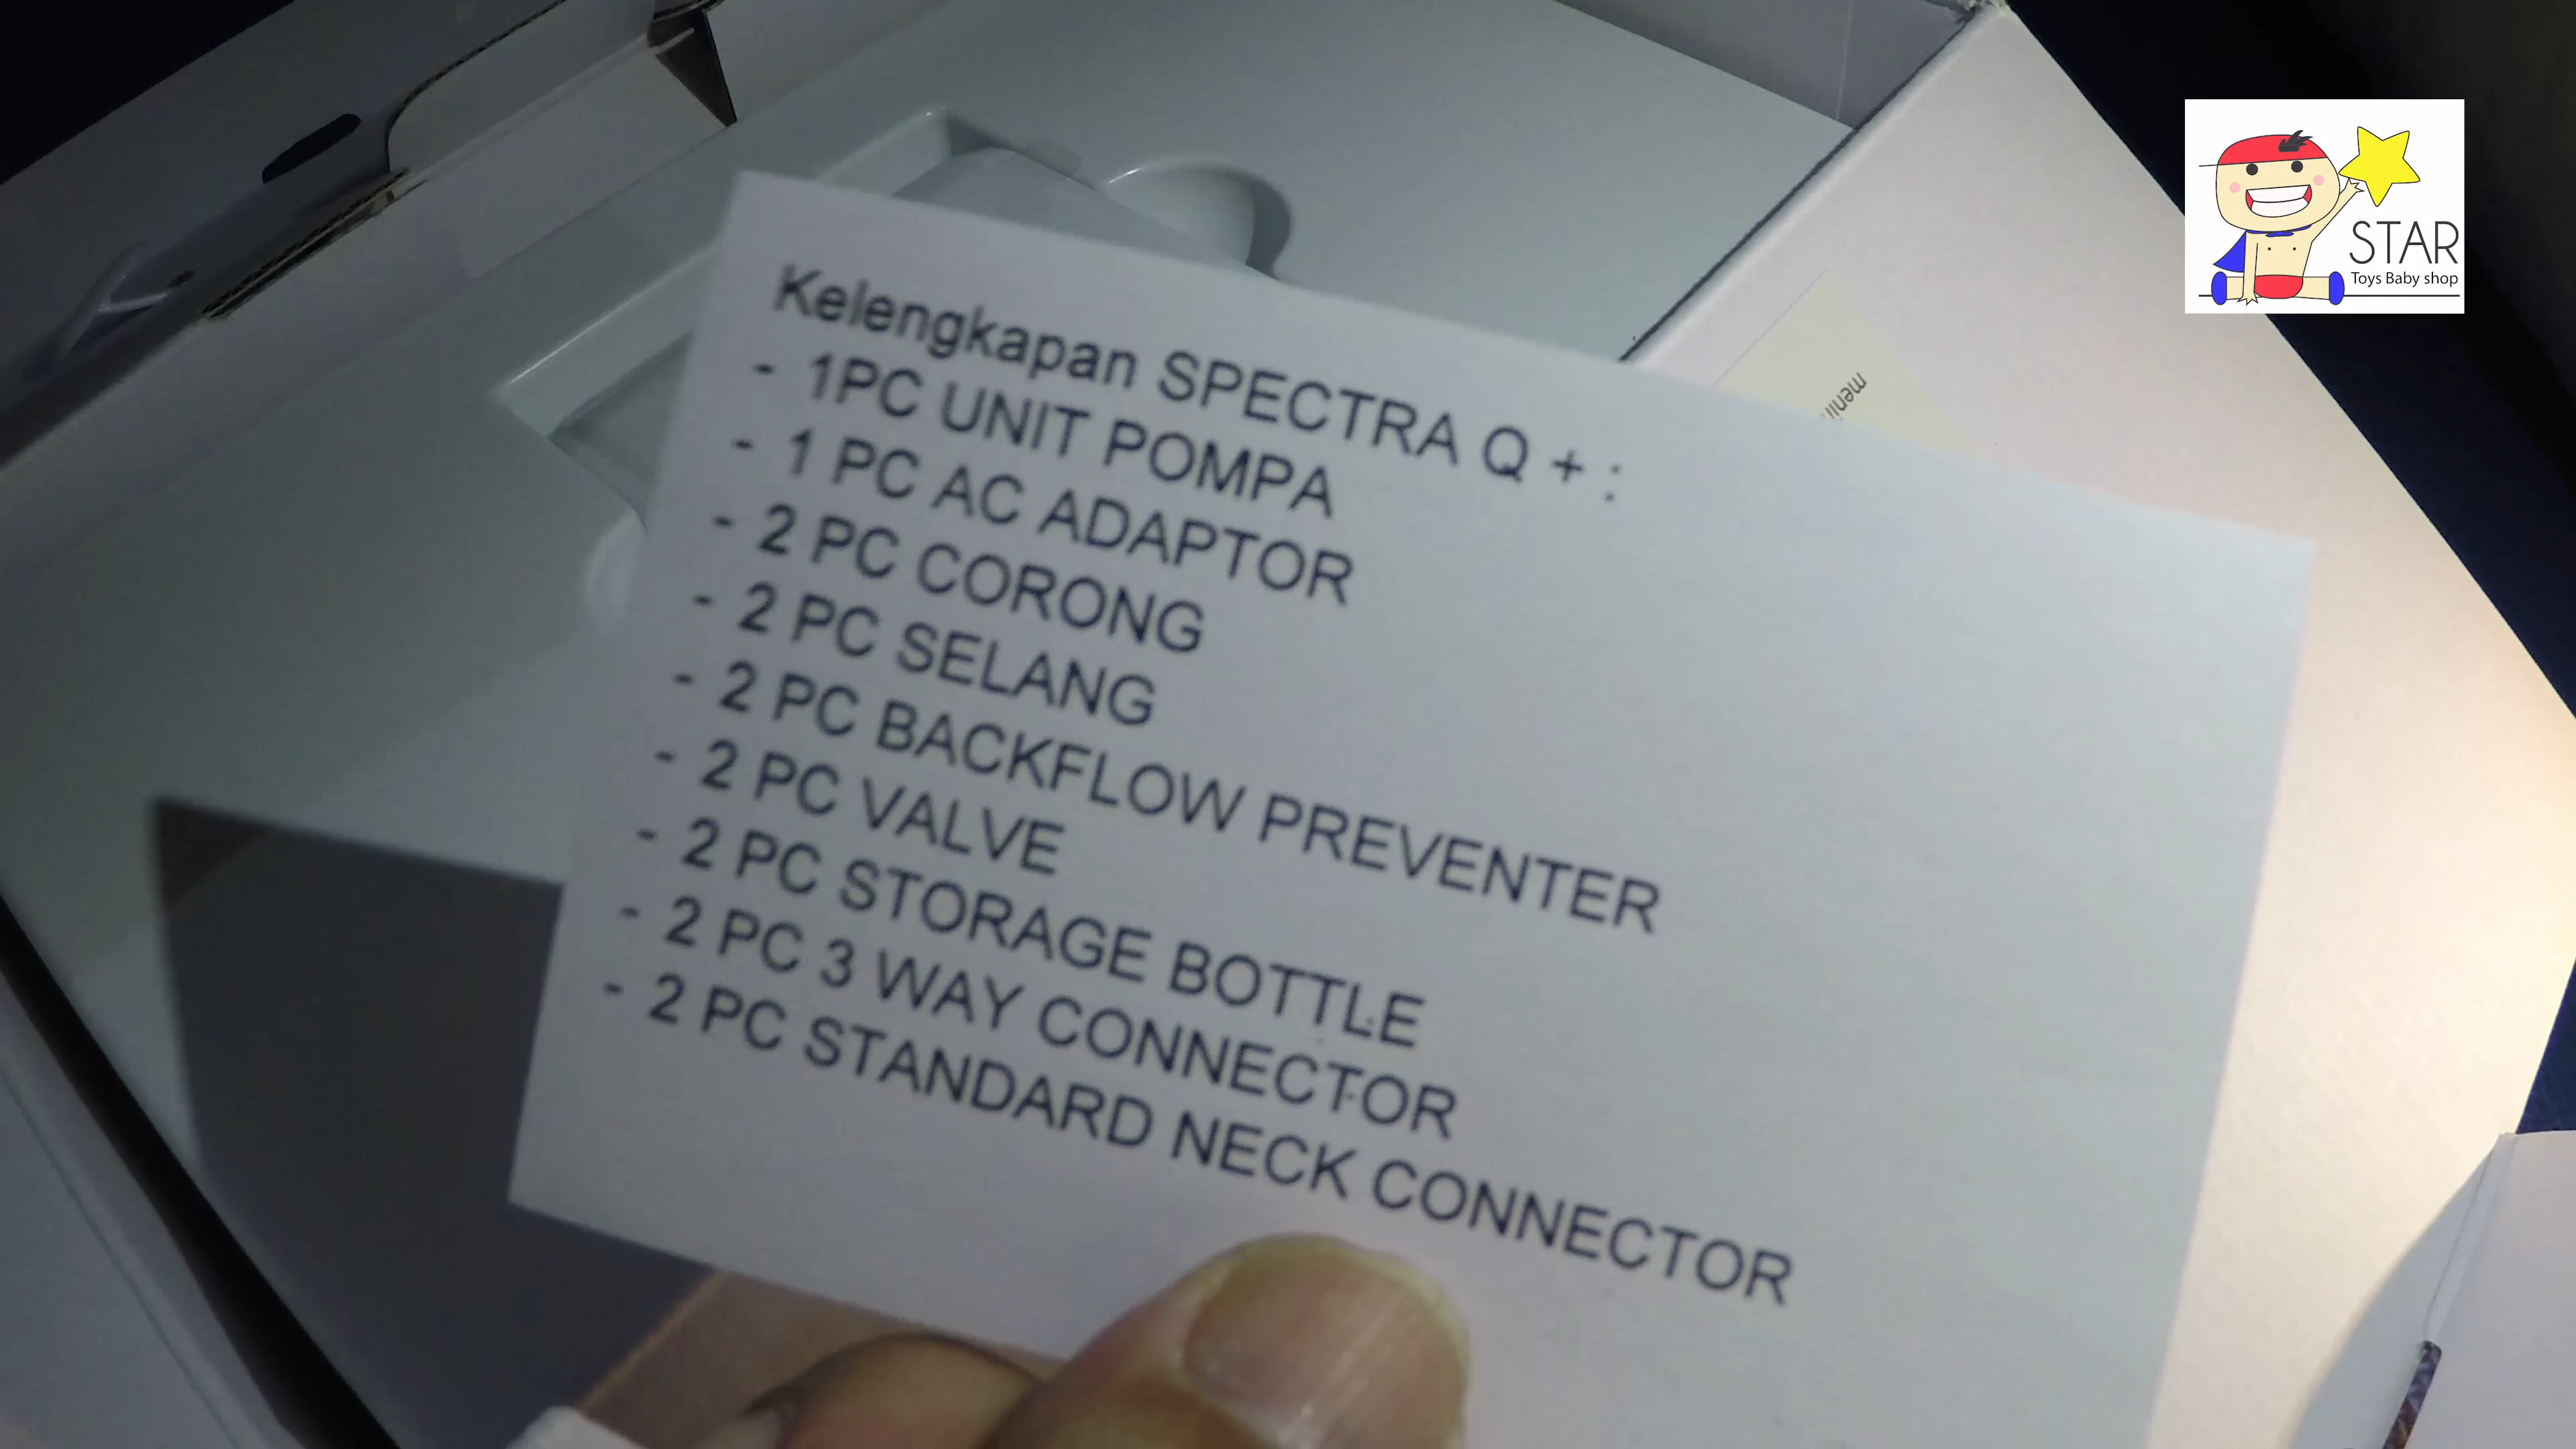 Kelengkapan SPECTRA Q + :
- 1PC UNIT POMPA
- 1 PC AC ADAPTOR
- 2 PC CORONG
- 2 PC SELANG
- 2 PC BACKFLOW PREVENTER
- 2 PC VALVE
- 2 PC STORAGE BOTTLE
- 2 PC 3 WAY CONNECTOR
- 2 PC STANDARD NECK CONNECTOR
STAR
Toys Baby shop